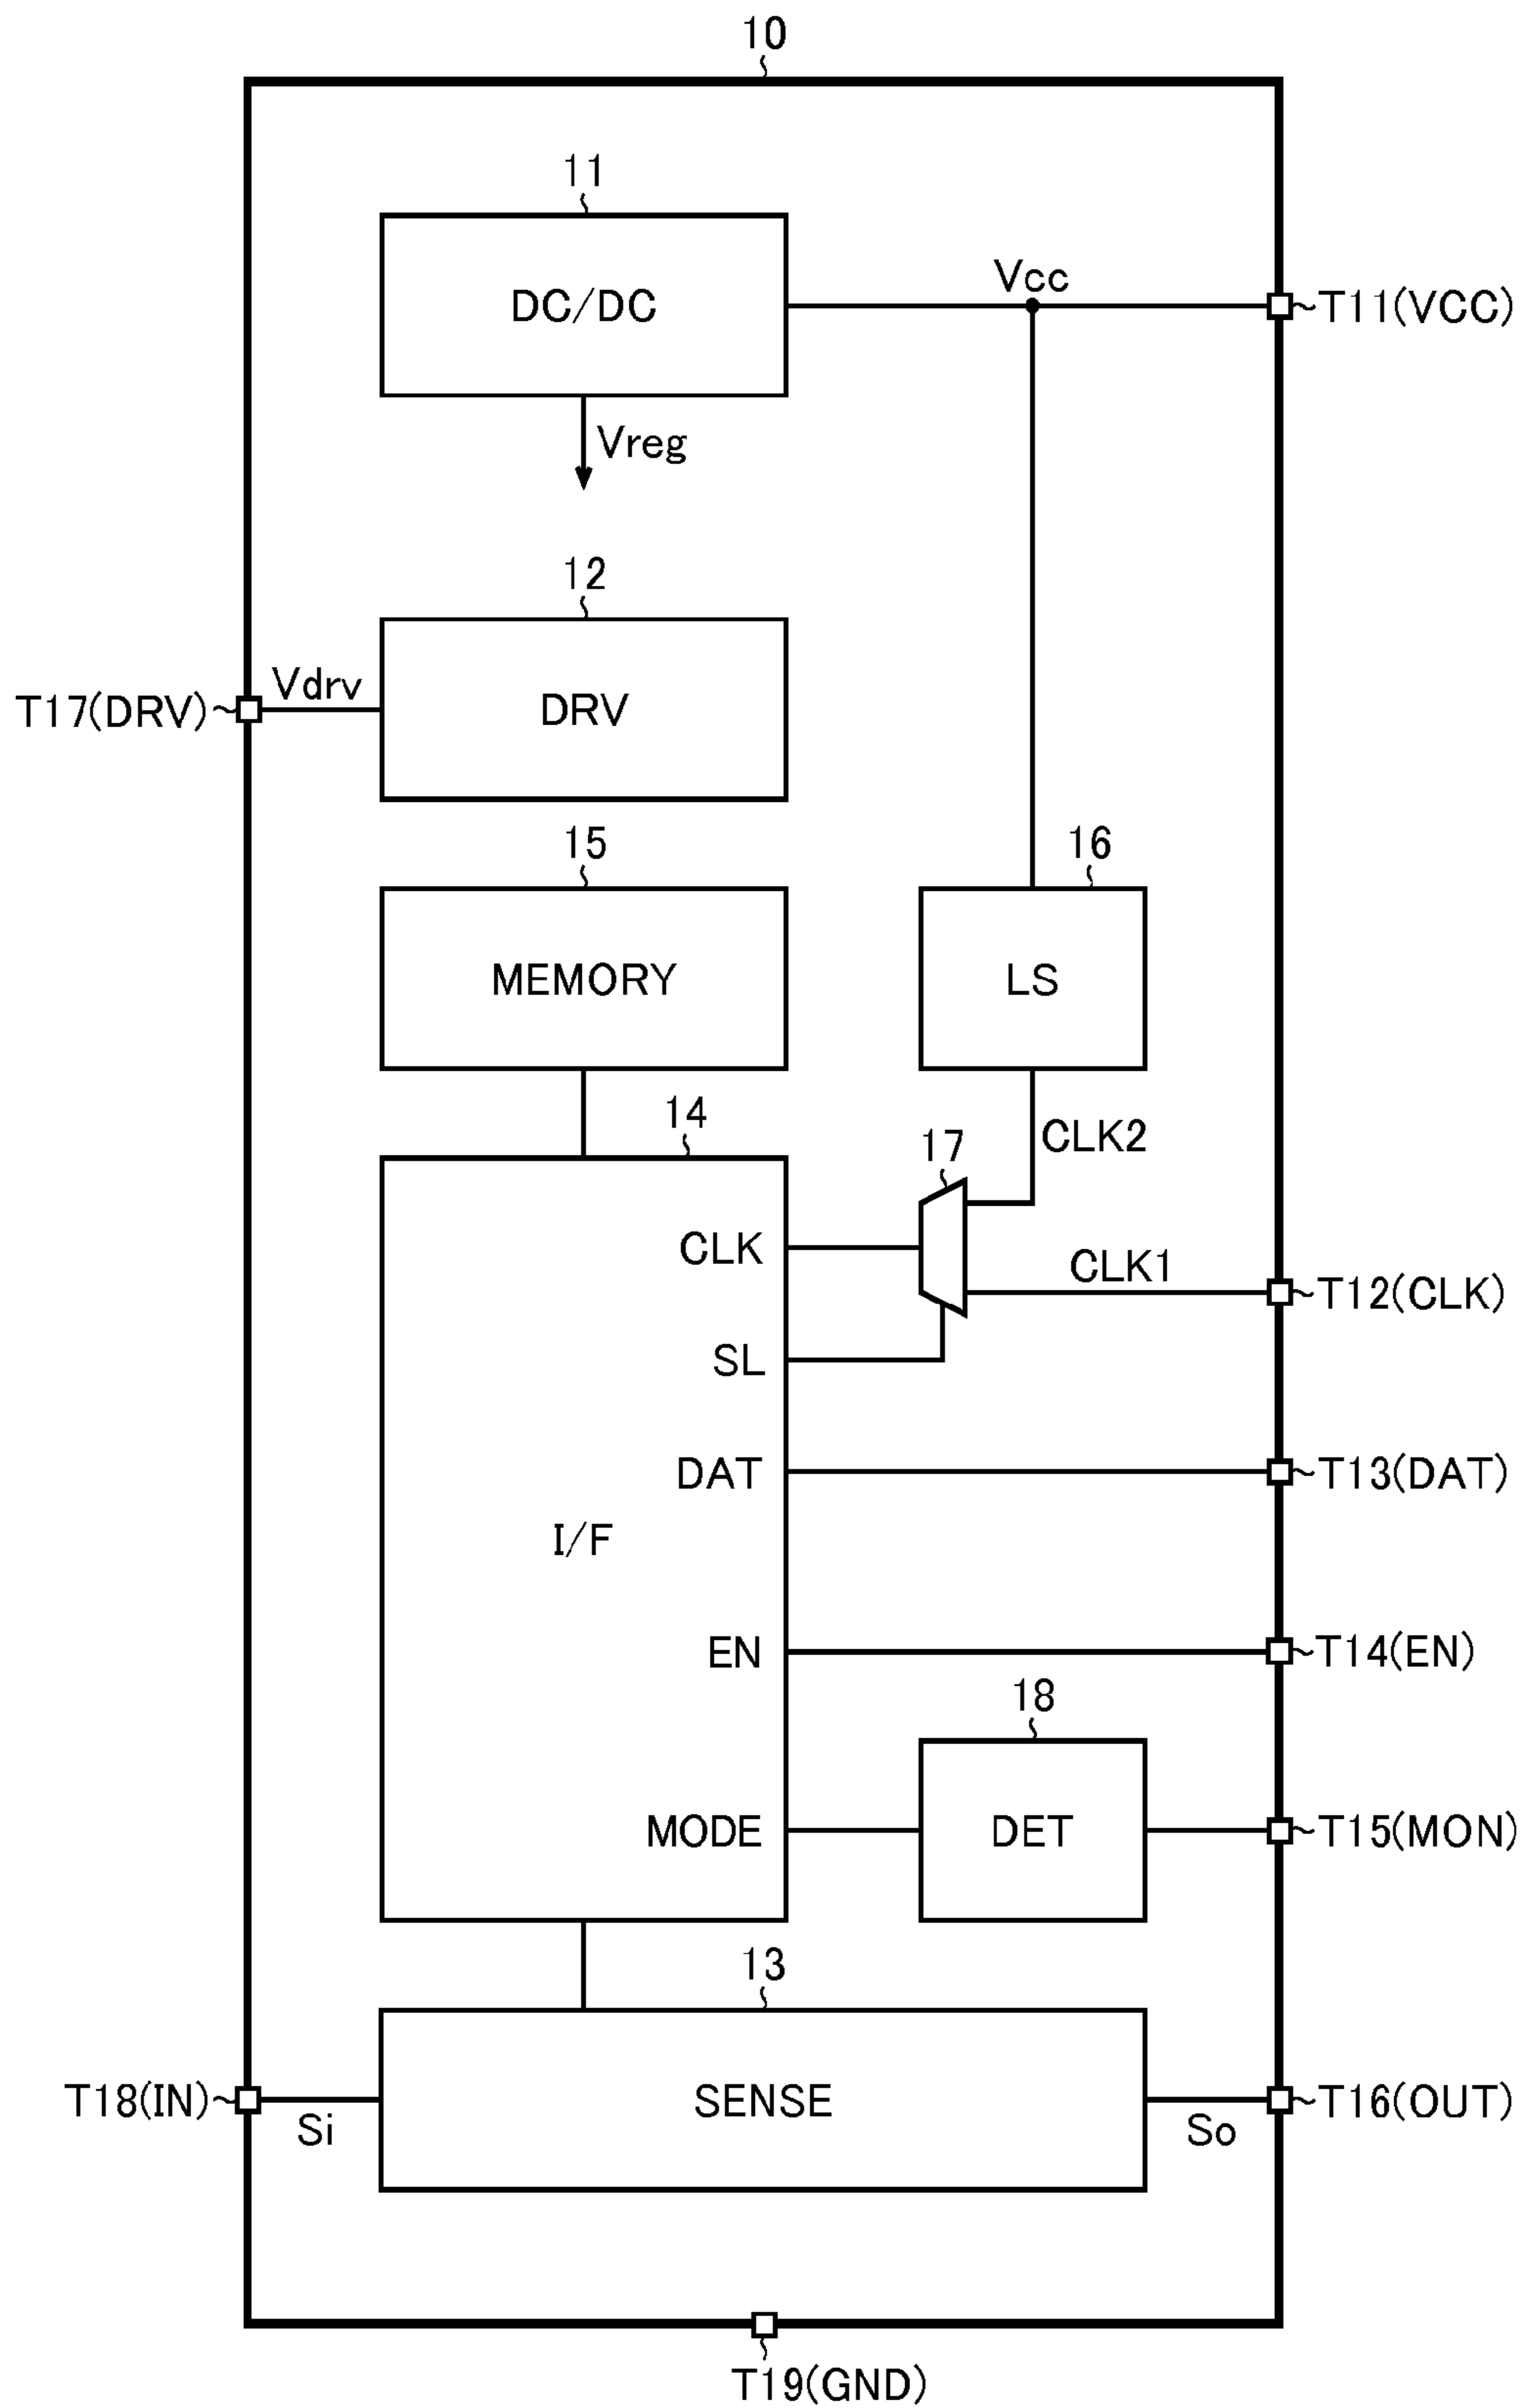 10
11
DC/DC
Vcc
T11(VCC)
Vreg
12
T17(DRV)
Vdrv
DRV
15
16
MEMORY
LS
14
17
CLK2
CLK
CLK1
T12(CLK)
SL
DAT
T13(DAT)
I/F
EN
T14(EN)
18
MODE
DET
T15(MON)
13
T18(IN)
Si
SENSE
So
T16(OUT)
T19(GND)